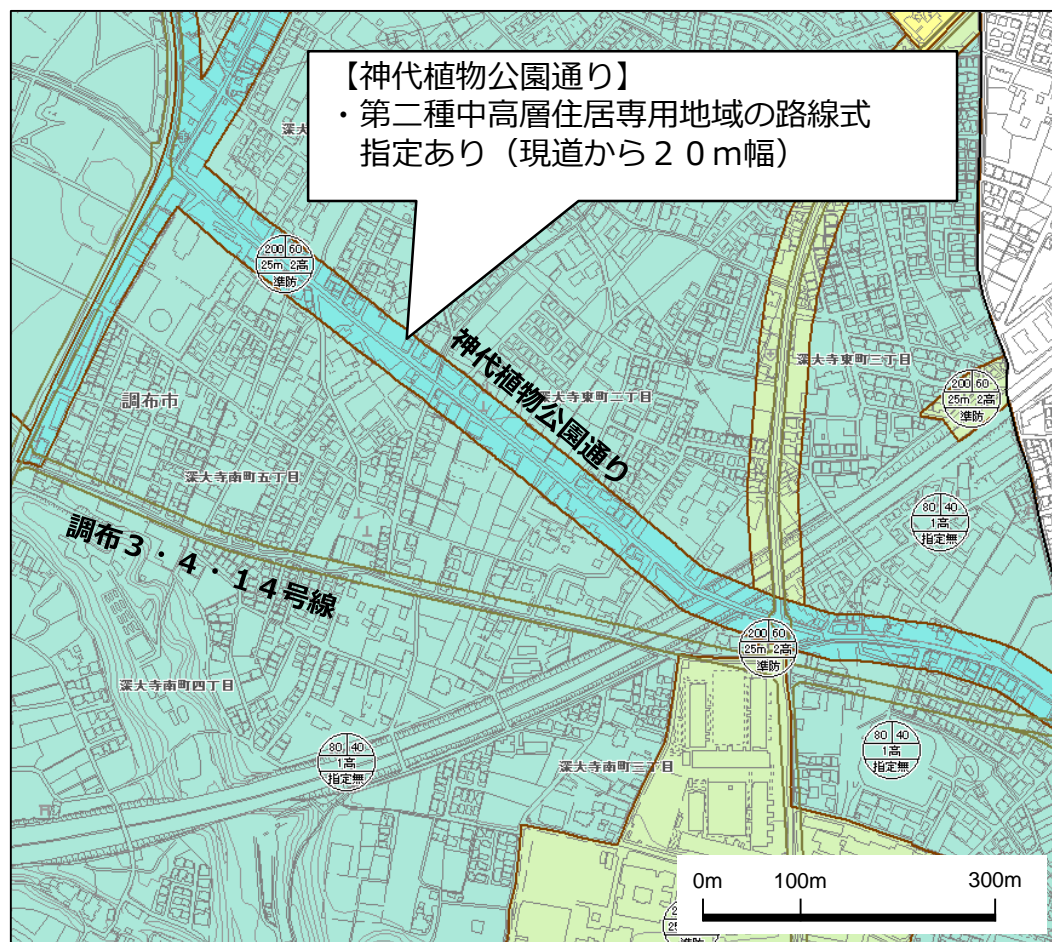 【神代植物公園通り】
・第二種中高層住居専用地域の路線式
指定あり（現道から２０ｍ幅）
深大
200 60
25m 2高
準防
神代植物公園通り
深大寺東町三丁目
深大寺東町二丁目
200 60
25m 2高
準防
調布市
深大寺南町五丁目
80 40
1高
指定無
調布３・４・１４号線
200 60
25m 2高
準防
深大寺南町四丁目
80 40
1高
指定無
80 40
1高
指定無
深大寺南町三丁目
0m 100m 300m
準防